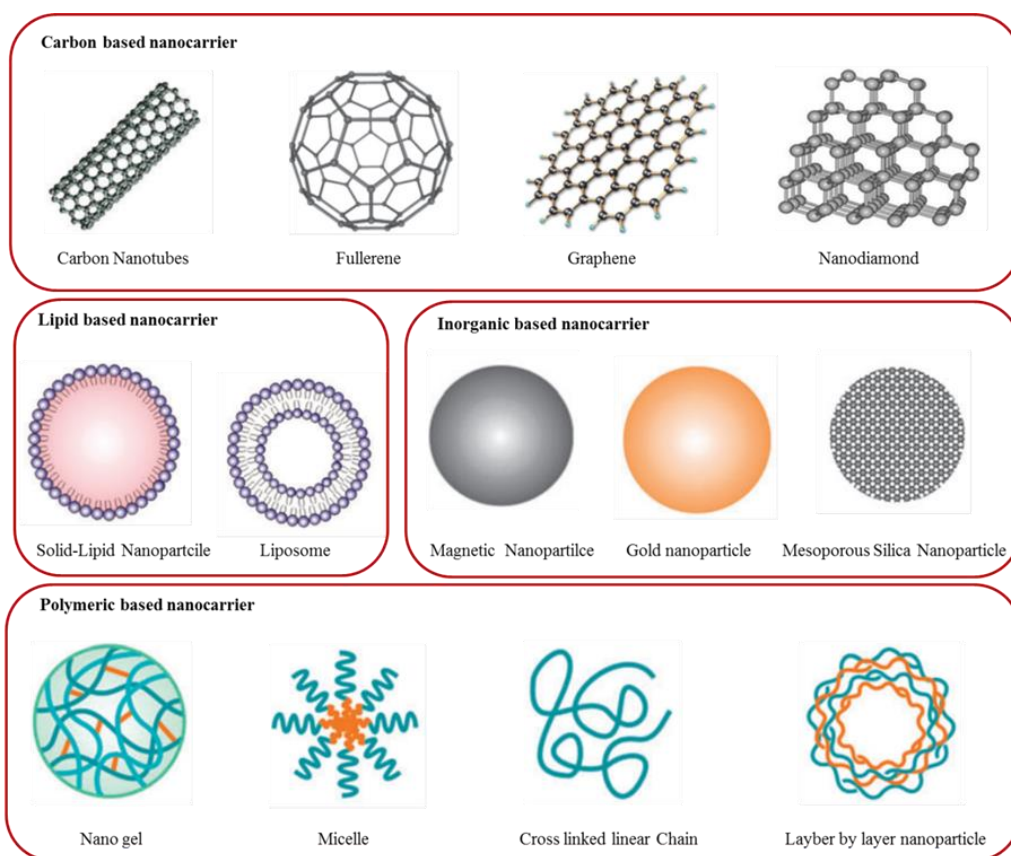 Carbon based nanocarrier
Carbon Nanotubes
Fullerene
Graphene
Nanodiamond
Lipid based nanocarrier
Solid-Lipid Nanopartcile
Liposome
Inorganic based nanocarrier
Magnetic Nanopartilce
Gold nanoparticle
Mesoporous Silica Nanoparticle
Polymeric based nanocarrier
Nano gel
Micelle
Cross linked linear Chain
Layber by layer nanoparticle